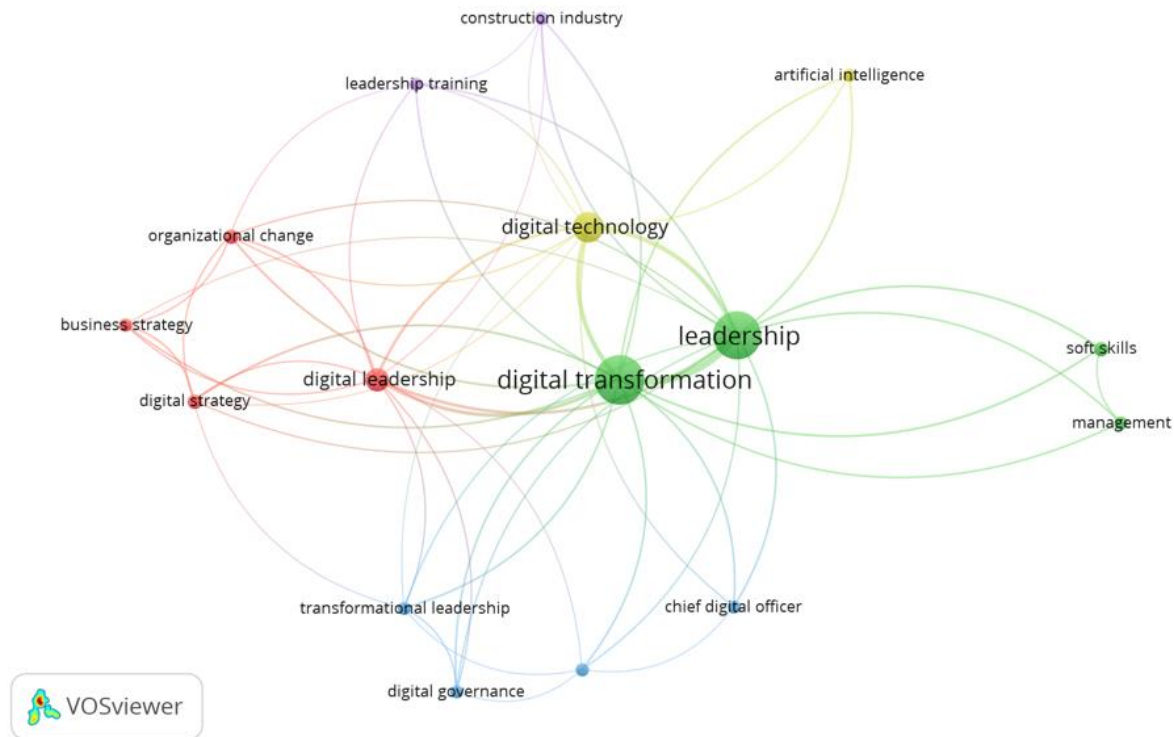 construction industry
artificial intelligence
leadership training
digital technology
organizational change
business strategy
leadership
soft skills
digital leadership
digital transformation
digital strategy
management
transformational leadership
chief digital officer
digital governance
VOSviewer